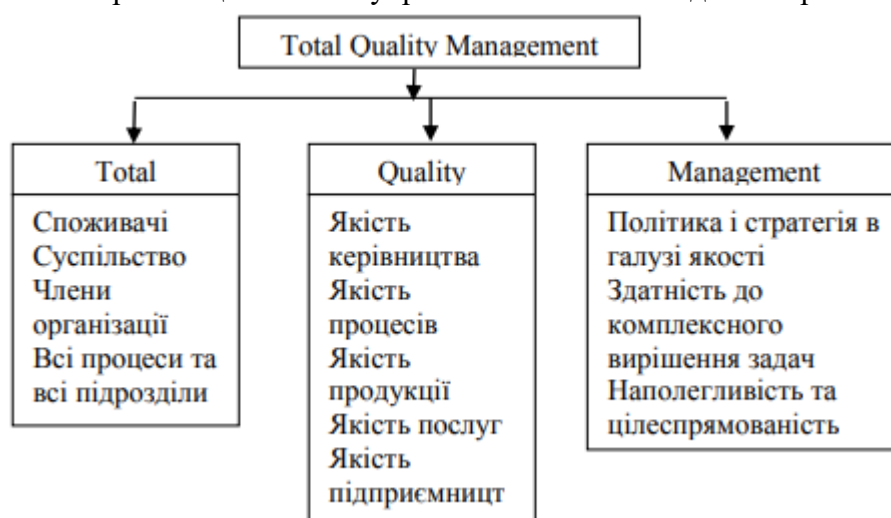 Total Quality Management
Total
Споживачі
Суспільство
Члени
організації
Всі процеси та
всі підрозділи
Quality
Якість
керівництва
Якість
процесів
Якість
продукції
Якість послуг
Якість
підприємницт
Management
Політика і стратегія в
галузі якості
Здатність до
комплексного
вирішення задач
Наполегливість та
цілеспрямованість